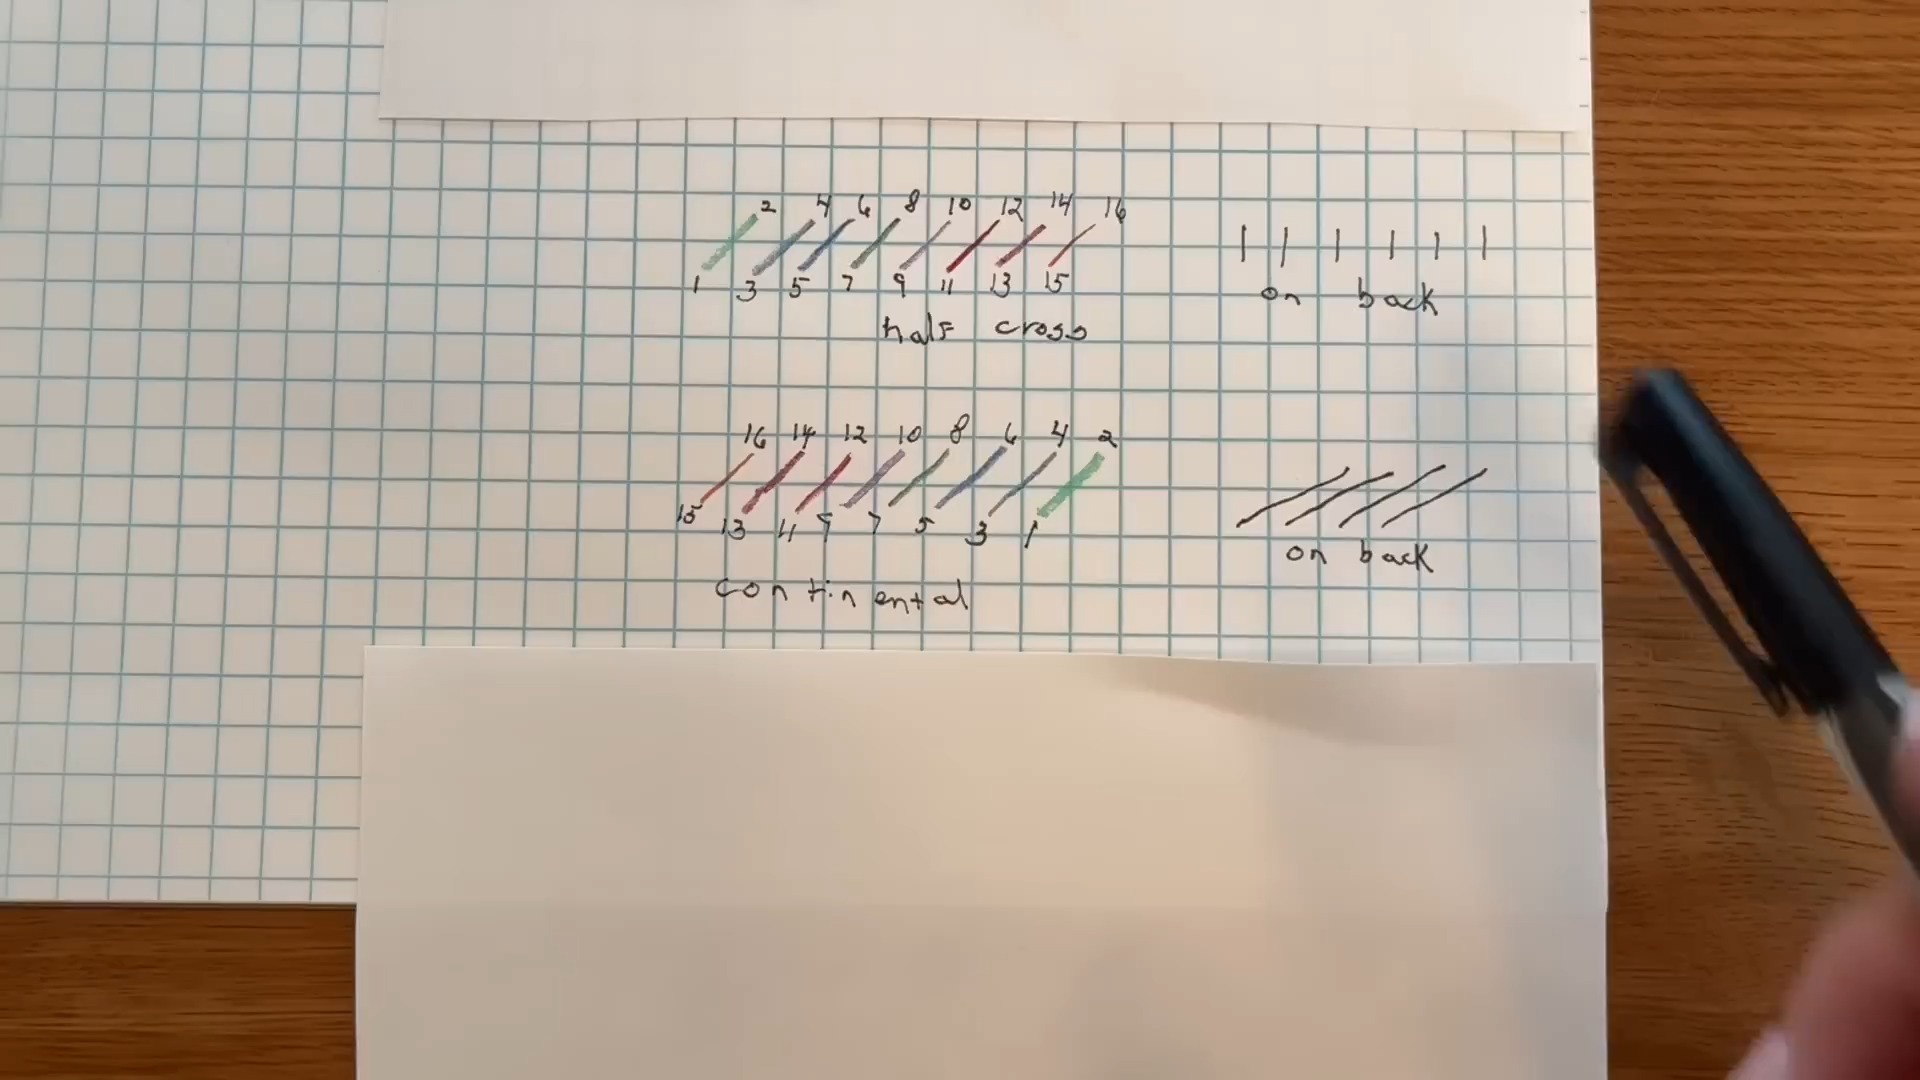 2 4 6 8 10 12 14 16
1 3 5 7 9 11 13 15
on back
half cross
16 14 12 10 8 6 4 2
15 13 11 9 7 5 3 1
on back
continental